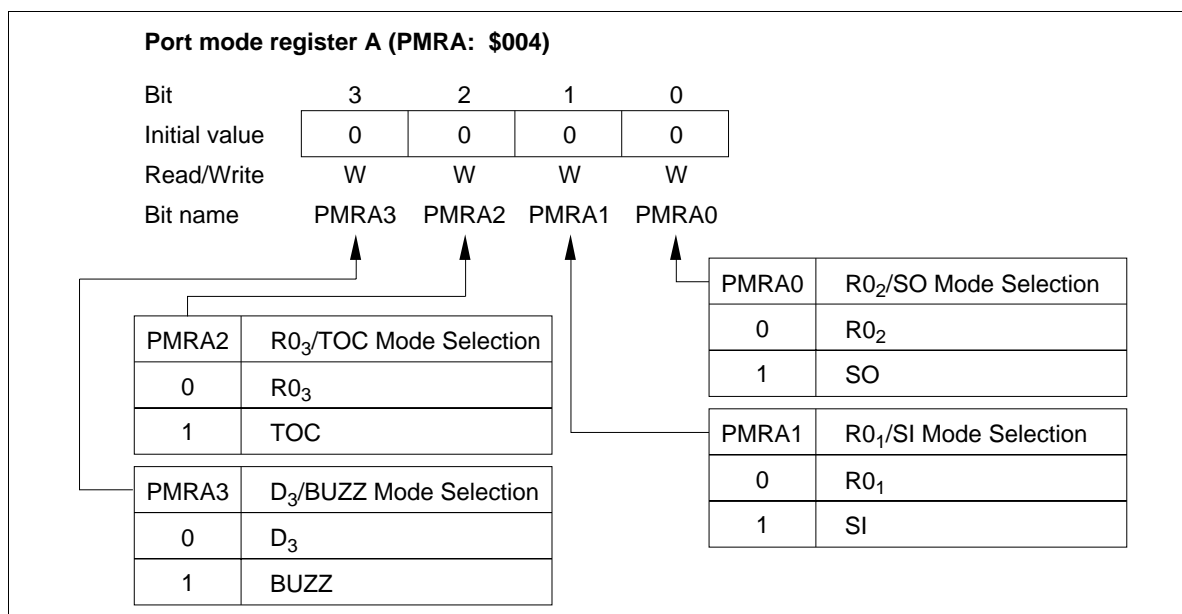 Port mode register A (PMRA: $004)
Bit 3 2 1 0
Initial value 0 0 0 0
Read/Write W W W W
Bit name PMRA3 PMRA2 PMRA1 PMRA0
PMRA0 R0₂/SO Mode Selection
0 R0₂
1 SO
PMRA2 R0₃/TOC Mode Selection
0 R0₃
1 TOC
PMRA1 R0₁/SI Mode Selection
0 R0₁
1 SI
PMRA3 D₃/BUZZ Mode Selection
0 D₃
1 BUZZ